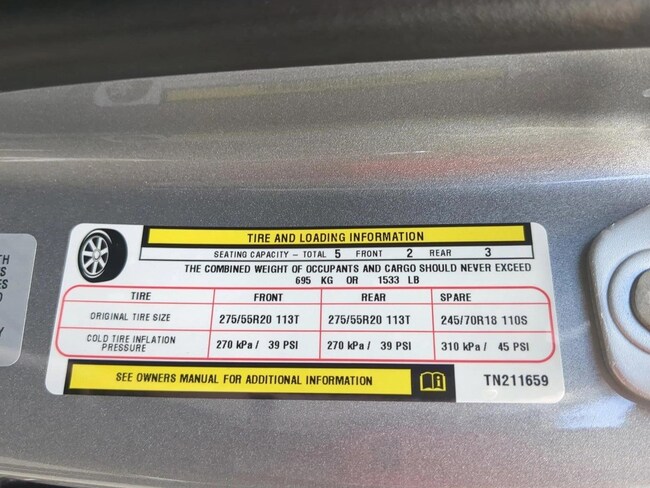 TIRE AND LOADING INFORMATION
SEATING CAPACITY – TOTAL 5 FRONT 2 REAR 3
THE COMBINED WEIGHT OF OCCUPANTS AND CARGO SHOULD NEVER EXCEED
695 KG OR 1533 LB
TIRE FRONT REAR SPARE
ORIGINAL TIRE SIZE 275/55R20 113T 275/55R20 113T 245/70R18 110S
COLD TIRE INFLATION PRESSURE 270 kPa / 39 PSI 270 kPa / 39 PSI 310 kPa / 45 PSI
SEE OWNERS MANUAL FOR ADDITIONAL INFORMATION TN211659